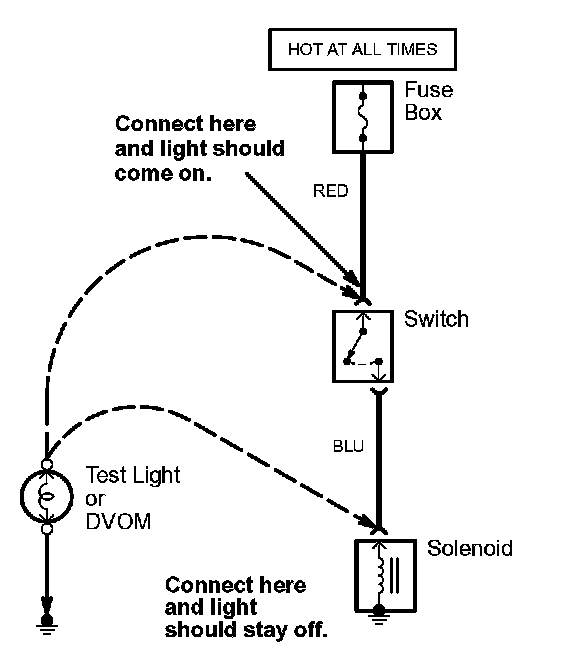 HOT AT ALL TIMES
Fuse
Box
Connect here
and light should
come on.
RED
Switch
BLU
Test Light
or
DVOM
Solenoid
Connect here
and light
should stay off.